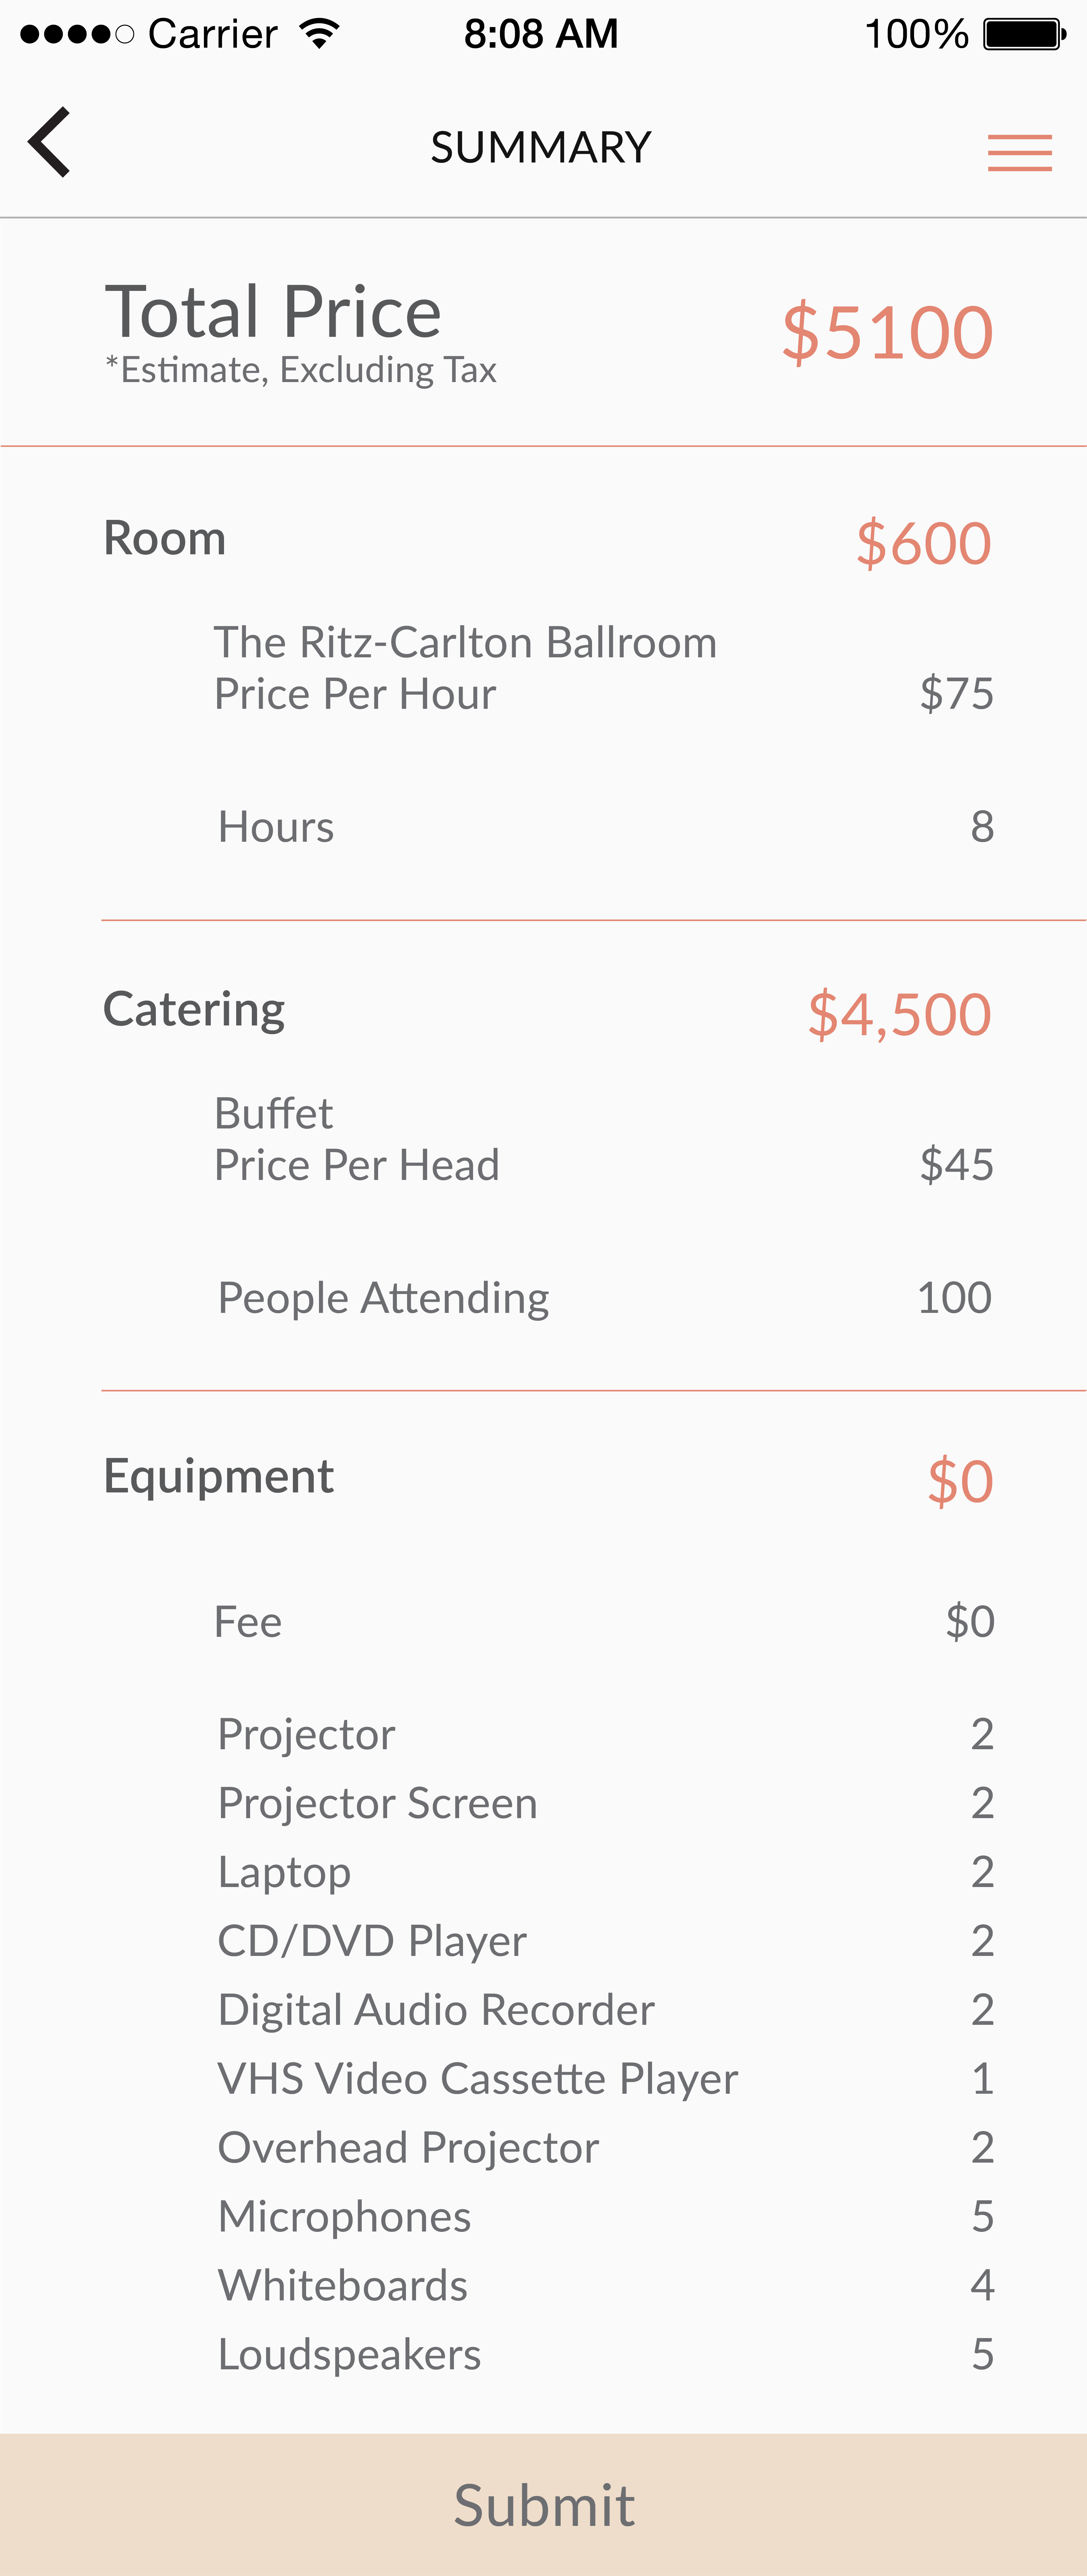 Carrier 8:08 AM 100%
SUMMARY
Total Price $5100
*Estimate, Excluding Tax
Room $600
The Ritz-Carlton Ballroom
Price Per Hour $75
Hours 8
Catering $4,500
Buffet
Price Per Head $45
People Attending 100
Equipment $0
Fee $0
Projector 2
Projector Screen 2
Laptop 2
CD/DVD Player 2
Digital Audio Recorder 2
VHS Video Cassette Player 1
Overhead Projector 2
Microphones 5
Whiteboards 4
Loudspeakers 5
Submit